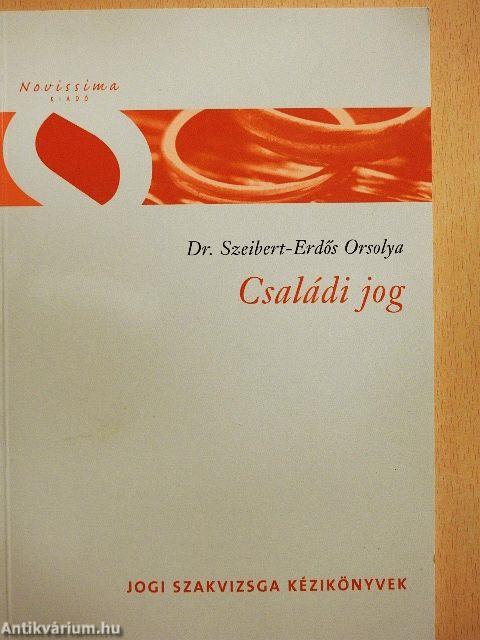 Novissima
KIADÓ
Dr. Szeibert-Erdős Orsolya
Családi jog
JOGI SZAKVIZSGA KÉZIKÖNYVEK
Antikvárium.hu